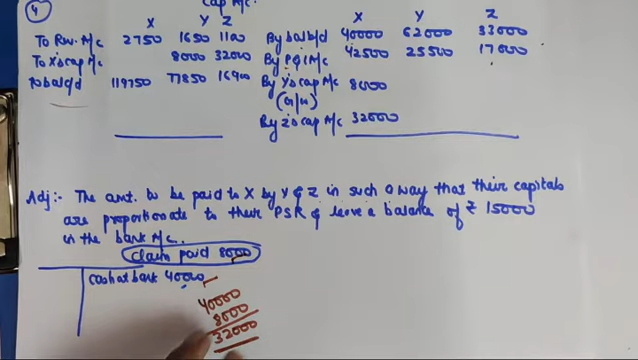 4
Cap A/c.
X Y Z X Y Z
To Rev. A/c 2750 1650 1100 By bal b/d 40000 62000 33000
To X's cap A/c 8000 32000 By P&L A/c 42500 25500 17000
To bal c/d 119750 77850 16900 By Y's cap A/c 8000
(G/W)
By Z's cap A/c 32000
Adj:- The amt. to be paid to X by Y & Z in such a way that their capitals
are proportionate to their PSR & leave a balance of ₹ 15000
in the bank A/c.
Claim paid 8000
Cash at bank 40000
40000
8000
32000